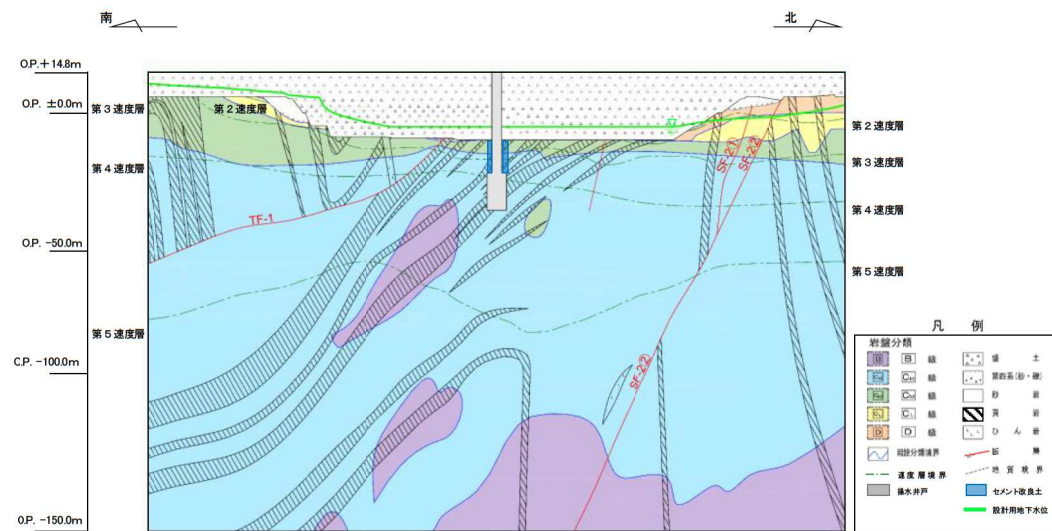 南
北
O.P.+14.8m
O.P. ±0.0m
第3速度層
第2速度層
第2速度層
第3速度層
第4速度層
SF-2(1)
SF-2(2)
TF-1
第4速度層
O.P. -50.0m
第5速度層
第5速度層
C.P. -100.0m
SF-2(2)
O.P. -150.0m
凡 例
岩盤分類
B B 級 盛 土
CH CH 級 第四系(砂・礫)
CM CM 級 砂 岩
CL CL 級 頁 岩
D D 級 ひ ん 岩
岩盤分類境界 断 層
速度層境界 地質境界
揚水井戸 セメント改良土
設計用地下水位